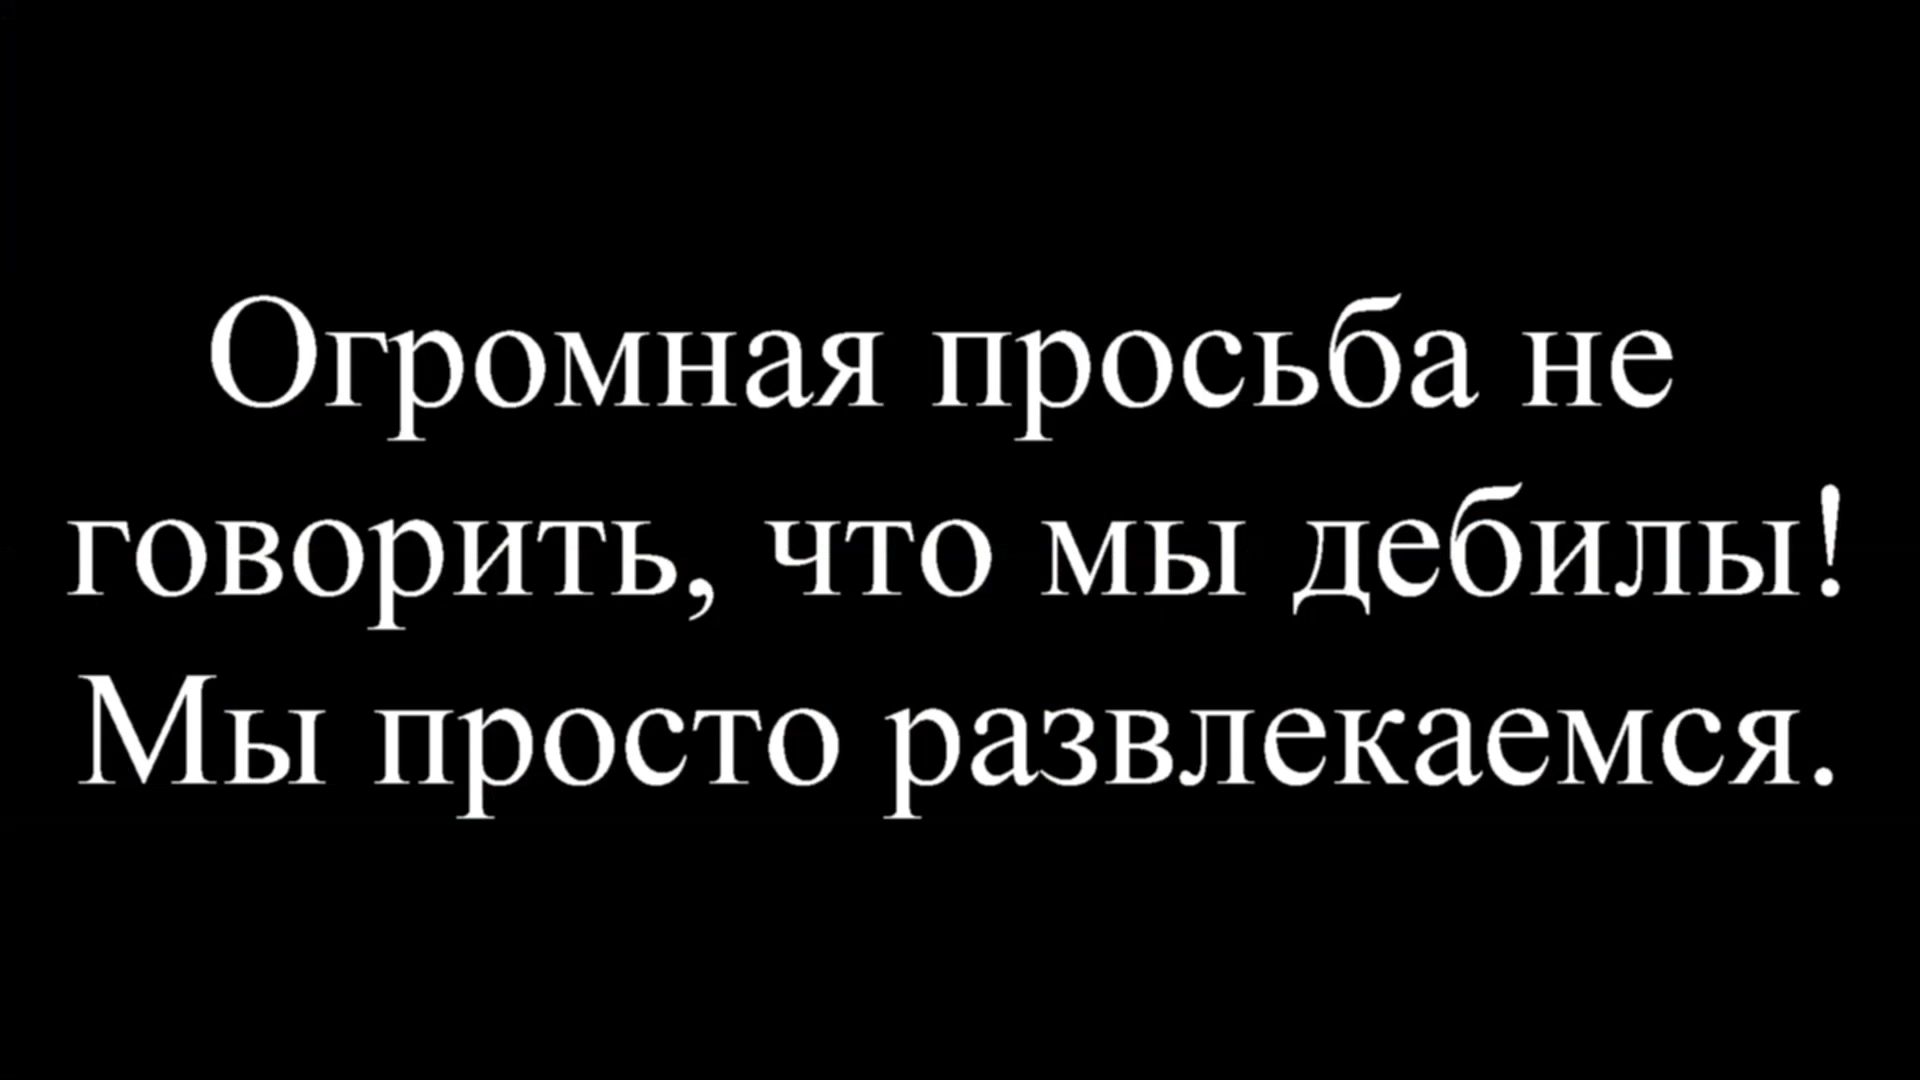 Огромная просьба не
говорить, что мы дебилы!
Мы просто развлекаемся.